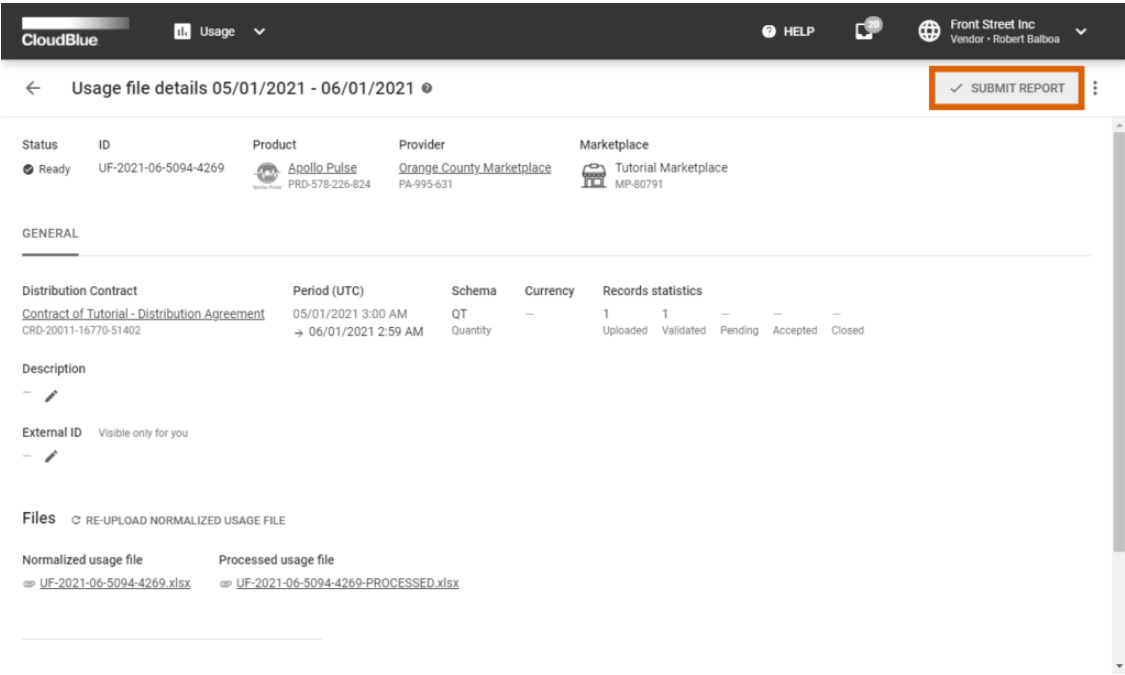 CloudBlue
Usage
HELP
20
Front Street Inc
Vendor • Robert Balboa
Usage file details 05/01/2021 - 06/01/2021
SUBMIT REPORT
Status ID Product Provider Marketplace
Ready UF-2021-06-5094-4269 Apollo Pulse Orange County Marketplace Tutorial Marketplace
Apollo Pulse PRD-578-226-824 PA-995-631 MP-80791
GENERAL
Distribution Contract Period (UTC) Schema Currency Records statistics
Contract of Tutorial - Distribution Agreement 05/01/2021 3:00 AM QT — 1 1 — — —
CRD-20011-16770-51402 → 06/01/2021 2:59 AM Quantity Uploaded Validated Pending Accepted Closed
Description
—
External ID Visible only for you
—
Files RE-UPLOAD NORMALIZED USAGE FILE
Normalized usage file Processed usage file
UF-2021-06-5094-4269.xlsx UF-2021-06-5094-4269-PROCESSED.xlsx